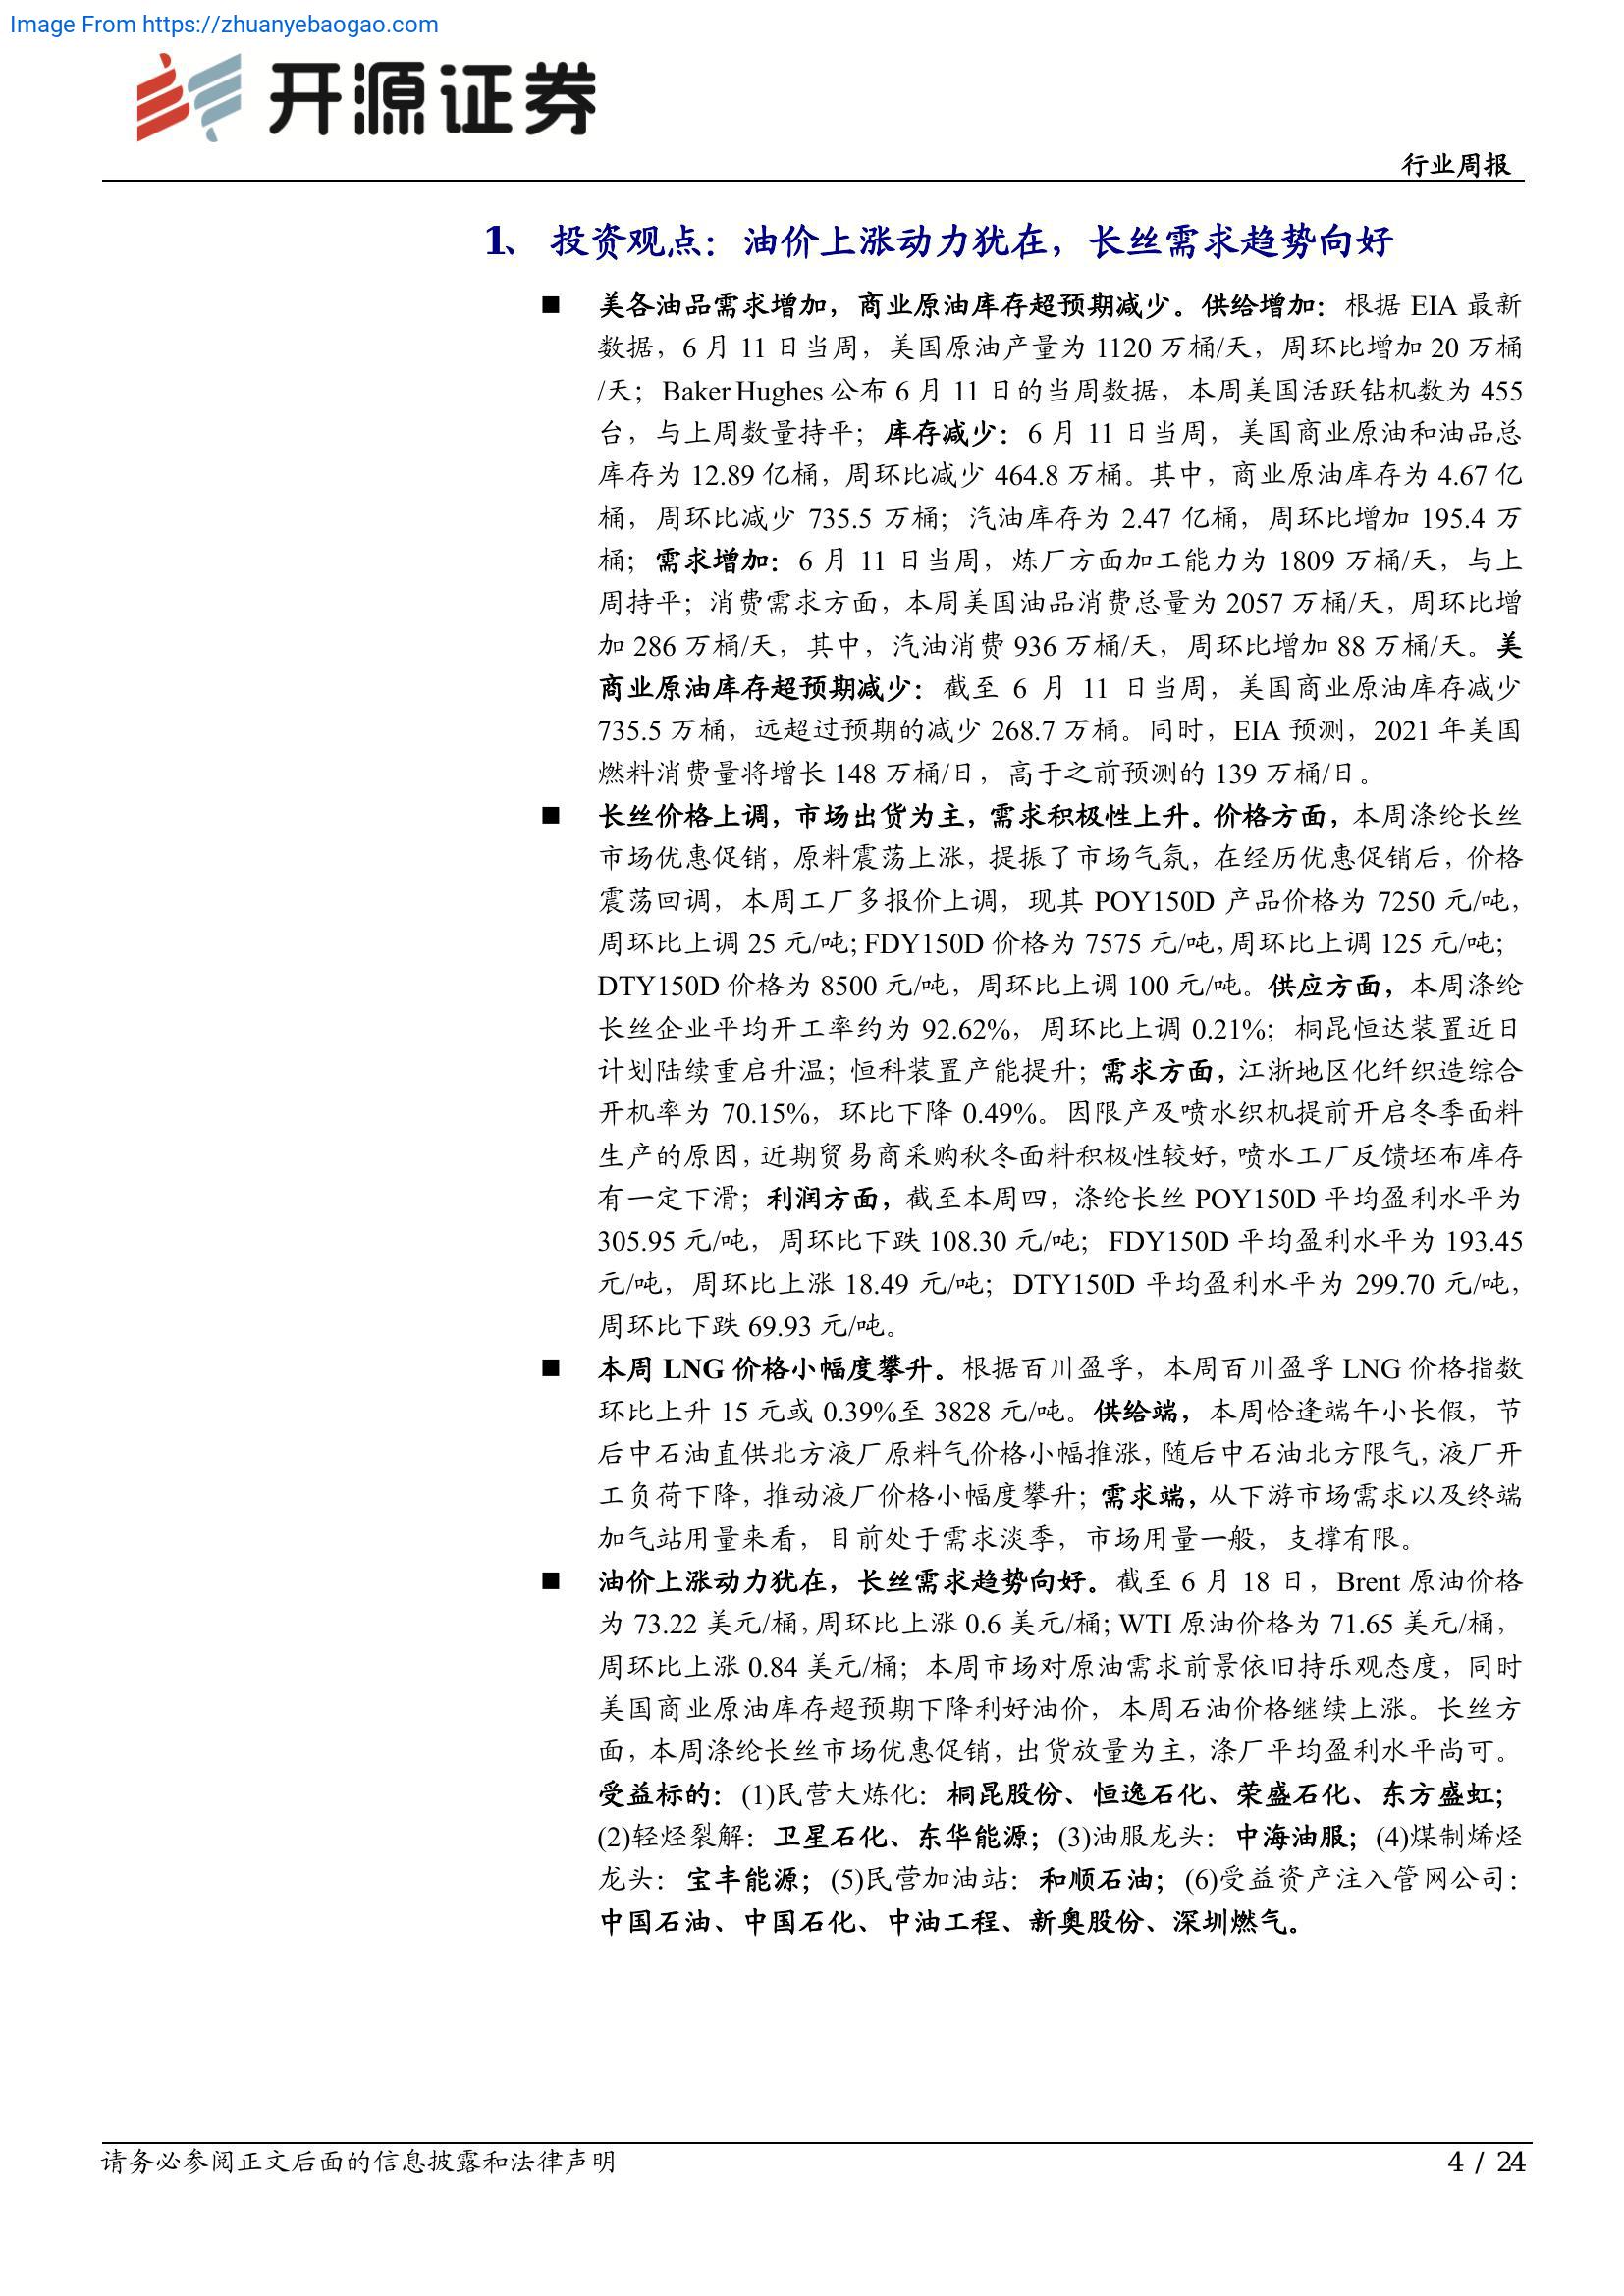 Image From https://zhuanyebaogao.com
开源证券
行业周报
1、 投资观点：油价上涨动力犹在，长丝需求趋势向好
■ 美各油品需求增加，商业原油库存超预期减少。供给增加：根据 EIA 最新
数据，6 月 11 日当周，美国原油产量为 1120 万桶/天，周环比增加 20 万桶
/天；Baker Hughes 公布 6 月 11 日的当周数据，本周美国活跃钻机数为 455
台，与上周数量持平；库存减少：6 月 11 日当周，美国商业原油和油品总
库存为 12.89 亿桶，周环比减少 464.8 万桶。其中，商业原油库存为 4.67 亿
桶，周环比减少 735.5 万桶；汽油库存为 2.47 亿桶，周环比增加 195.4 万
桶；需求增加：6 月 11 日当周，炼厂方面加工能力为 1809 万桶/天，与上
周持平；消费需求方面，本周美国油品消费总量为 2057 万桶/天，周环比增
加 286 万桶/天，其中，汽油消费 936 万桶/天，周环比增加 88 万桶/天。美
商业原油库存超预期减少：截至 6 月 11 日当周，美国商业原油库存减少
735.5 万桶，远超过预期的减少 268.7 万桶。同时，EIA 预测，2021 年美国
燃料消费量将增长 148 万桶/日，高于之前预测的 139 万桶/日。
■ 长丝价格上调，市场出货为主，需求积极性上升。价格方面，本周涤纶长丝
市场优惠促销，原料震荡上涨，提振了市场气氛，在经历优惠促销后，价格
震荡回调，本周工厂多报价上调，现其 POY150D 产品价格为 7250 元/吨，
周环比上调 25 元/吨；FDY150D 价格为 7575 元/吨，周环比上调 125 元/吨；
DTY150D 价格为 8500 元/吨，周环比上调 100 元/吨。供应方面，本周涤纶
长丝企业平均开工率约为 92.62%，周环比上调 0.21%；桐昆恒达装置近日
计划陆续重启升温；恒科装置产能提升；需求方面，江浙地区化纤织造综合
开机率为 70.15%，环比下降 0.49%。因限产及喷水织机提前开启冬季面料
生产的原因，近期贸易商采购秋冬面料积极性较好，喷水工厂反馈坯布库存
有一定下滑；利润方面，截至本周四，涤纶长丝 POY150D 平均盈利水平为
305.95 元/吨，周环比下跌 108.30 元/吨；FDY150D 平均盈利水平为 193.45
元/吨，周环比上涨 18.49 元/吨；DTY150D 平均盈利水平为 299.70 元/吨，
周环比下跌 69.93 元/吨。
■ 本周 LNG 价格小幅度攀升。根据百川盈孚，本周百川盈孚 LNG 价格指数
环比上升 15 元或 0.39%至 3828 元/吨。供给端，本周恰逢端午小长假，节
后中石油直供北方液厂原料气价格小幅推涨，随后中石油北方限气，液厂开
工负荷下降，推动液厂价格小幅度攀升；需求端，从下游市场需求以及终端
加气站用量来看，目前处于需求淡季，市场用量一般，支撑有限。
■ 油价上涨动力犹在，长丝需求趋势向好。截至 6 月 18 日，Brent 原油价格
为 73.22 美元/桶，周环比上涨 0.6 美元/桶；WTI 原油价格为 71.65 美元/桶，
周环比上涨 0.84 美元/桶；本周市场对原油需求前景依旧持乐观态度，同时
美国商业原油库存超预期下降利好油价，本周石油价格继续上涨。长丝方
面，本周涤纶长丝市场优惠促销，出货放量为主，涤厂平均盈利水平尚可。
受益标的：(1)民营大炼化：桐昆股份、恒逸石化、荣盛石化、东方盛虹；
(2)轻烃裂解：卫星石化、东华能源；(3)油服龙头：中海油服；(4)煤制烯烃
龙头：宝丰能源；(5)民营加油站：和顺石油；(6)受益资产注入管网公司：
中国石油、中国石化、中油工程、新奥股份、深圳燃气。
请务必参阅正文后面的信息披露和法律声明
4 / 24